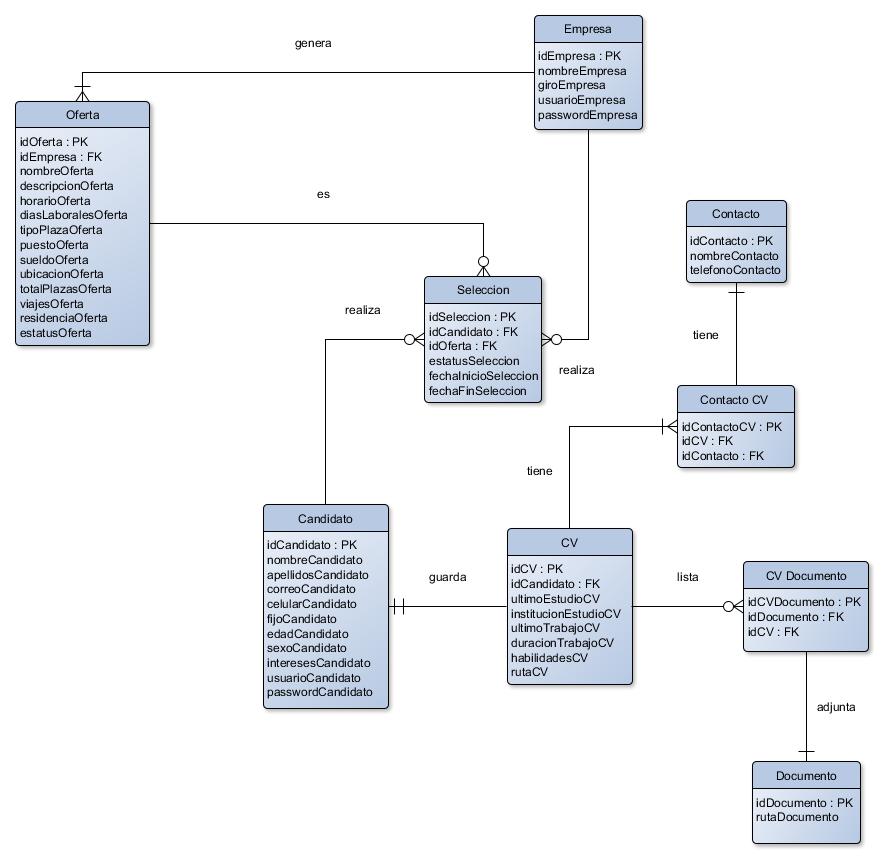 genera
Empresa
idEmpresa : PK
nombreEmpresa
giroEmpresa
usuarioEmpresa
passwordEmpresa
Oferta
idOferta : PK
idEmpresa : FK
nombreOferta
descripcionOferta
horarioOferta
diasLaboralesOferta
tipoPlazaOferta
puestoOferta
sueldoOferta
ubicacionOferta
totalPlazasOferta
viajesOferta
residenciaOferta
estatusOferta
es
Contacto
idContacto : PK
nombreContacto
telefonoContacto
Seleccion
idSeleccion : PK
idCandidato : FK
idOferta : FK
estatusSeleccion
fechaInicioSeleccion
fechaFinSeleccion
realiza
realiza
tiene
Contacto CV
idContactoCV : PK
idCV : FK
idContacto : FK
tiene
Candidato
idCandidato : PK
nombreCandidato
apellidosCandidato
correoCandidato
celularCandidato
fijoCandidato
edadCandidato
sexoCandidato
interesesCandidato
usuarioCandidato
passwordCandidato
guarda
CV
idCV : PK
idCandidato : FK
ultimoEstudioCV
institucionEstudioCV
ultimoTrabajoCV
duracionTrabajoCV
habilidadesCV
rutaCV
lista
CV Documento
idCVDocumento : PK
idDocumento : FK
idCV : FK
adjunta
Documento
idDocumento : PK
rutaDocumento